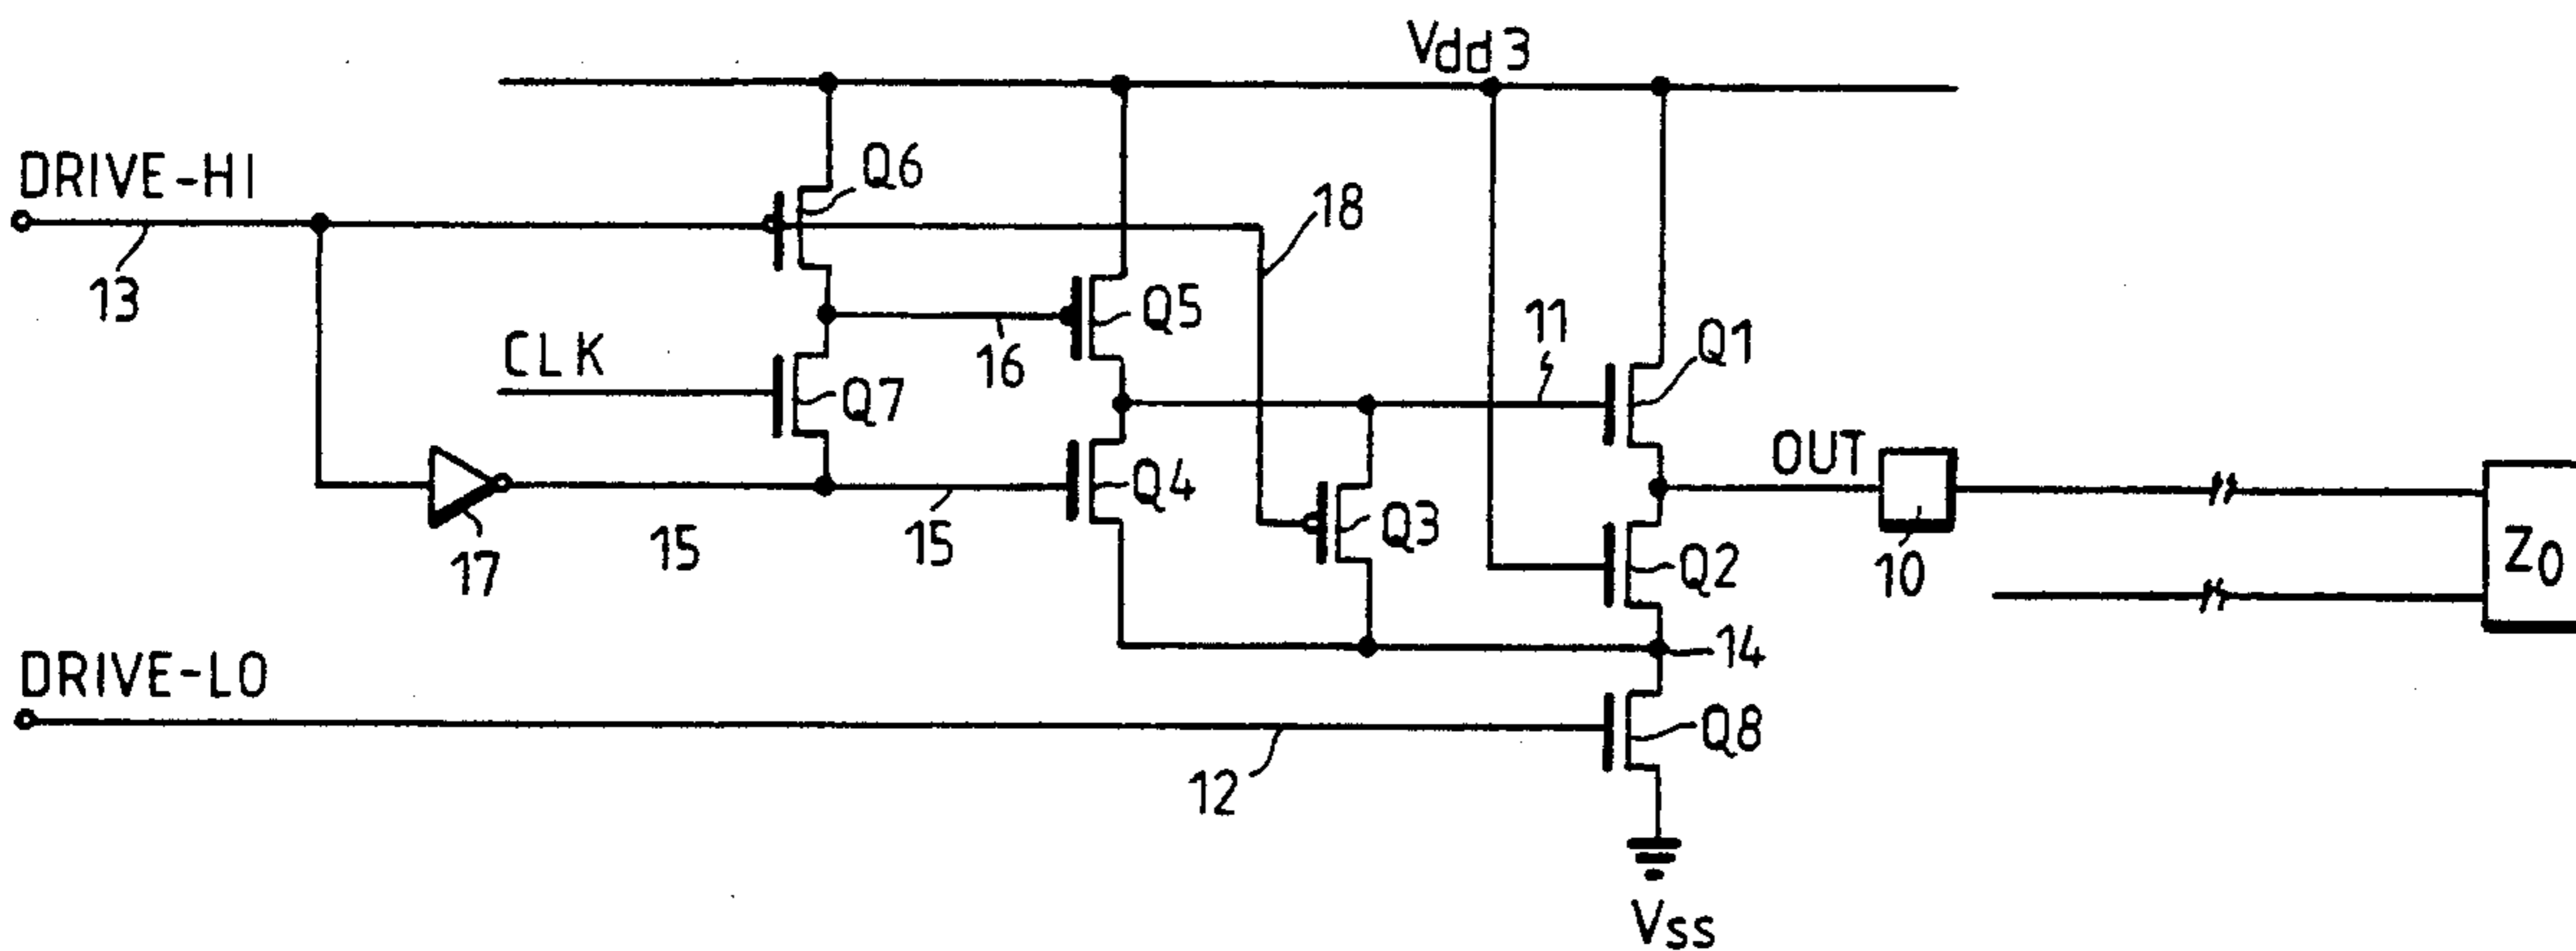 Vdd3
DRIVE-HI
Q6
18
13
Q5
16
11
Q1
CLK
Q7
OUT
Q4
Q3
15
15
17
Q2
10
Z0
14
DRIVE-LO
Q8
12
Vss